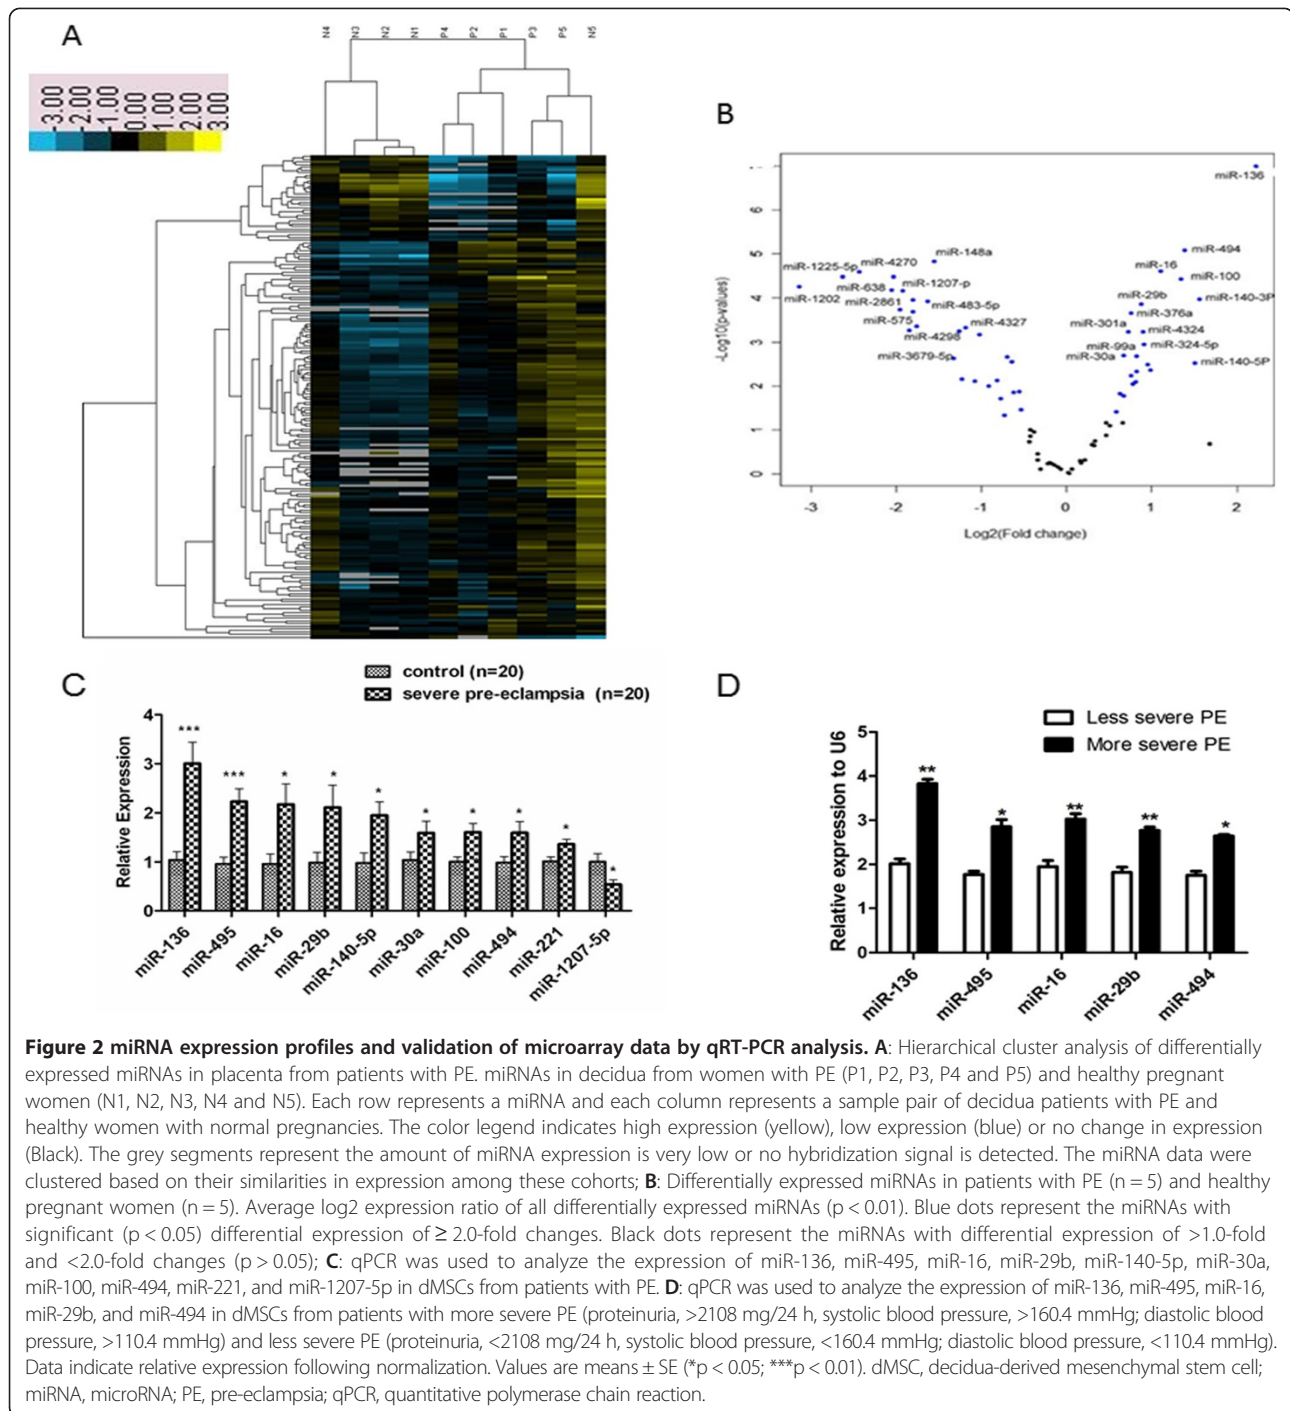 A
N4 N3 N2 N1 P4 P2 P1 P3 P5 N5
-3.00 -2.00 -1.00 0.00 1.00 2.00 3.00
B
miR-136
miR-494
miR-148a
miR-16
miR-4270
miR-1225-5p
miR-100
miR-1207-p
miR-638
miR-29b
miR-140-3P
miR-1202
miR-2861
miR-483-5p
miR-376a
miR-575
miR-4327
miR-301a
miR-4324
miR-4298
miR-99a
miR-324-5p
miR-3679-5p
miR-30a
miR-140-5P
-Log10(p-values)
0 1 2 3 4 5 6
-3 -2 -1 0 1 2
Log2(Fold change)
C
control (n=20)
severe pre-eclampsia (n=20)
Relative Expression
4
3
2
1
0
*** *** * * * * * * * *
miR-136 miR-495 miR-16 miR-29b miR-140-5p miR-30a miR-100 miR-494 miR-221 miR-1207-5p
D
Less severe PE
More severe PE
Relative expression to U6
5
4
3
2
1
0
** * ** ** *
miR-136 miR-495 miR-16 miR-29b miR-494
Figure 2 miRNA expression profiles and validation of microarray data by qRT-PCR analysis. A: Hierarchical cluster analysis of differentially
expressed miRNAs in placenta from patients with PE. miRNAs in decidua from women with PE (P1, P2, P3, P4 and P5) and healthy pregnant
women (N1, N2, N3, N4 and N5). Each row represents a miRNA and each column represents a sample pair of decidua patients with PE and
healthy women with normal pregnancies. The color legend indicates high expression (yellow), low expression (blue) or no change in expression
(Black). The grey segments represent the amount of miRNA expression is very low or no hybridization signal is detected. The miRNA data were
clustered based on their similarities in expression among these cohorts; B: Differentially expressed miRNAs in patients with PE (n = 5) and healthy
pregnant women (n = 5). Average log2 expression ratio of all differentially expressed miRNAs (p < 0.01). Blue dots represent the miRNAs with
significant (p < 0.05) differential expression of ≥ 2.0-fold changes. Black dots represent the miRNAs with differential expression of >1.0-fold
and <2.0-fold changes (p > 0.05); C: qPCR was used to analyze the expression of miR-136, miR-495, miR-16, miR-29b, miR-140-5p, miR-30a,
miR-100, miR-494, miR-221, and miR-1207-5p in dMSCs from patients with PE. D: qPCR was used to analyze the expression of miR-136, miR-495, miR-16,
miR-29b, and miR-494 in dMSCs from patients with more severe PE (proteinuria, >2108 mg/24 h, systolic blood pressure, >160.4 mmHg; diastolic blood
pressure, >110.4 mmHg) and less severe PE (proteinuria, <2108 mg/24 h, systolic blood pressure, <160.4 mmHg; diastolic blood pressure, <110.4 mmHg).
Data indicate relative expression following normalization. Values are means ± SE (*p < 0.05; ***p < 0.01). dMSC, decidua-derived mesenchymal stem cell;
miRNA, microRNA; PE, pre-eclampsia; qPCR, quantitative polymerase chain reaction.